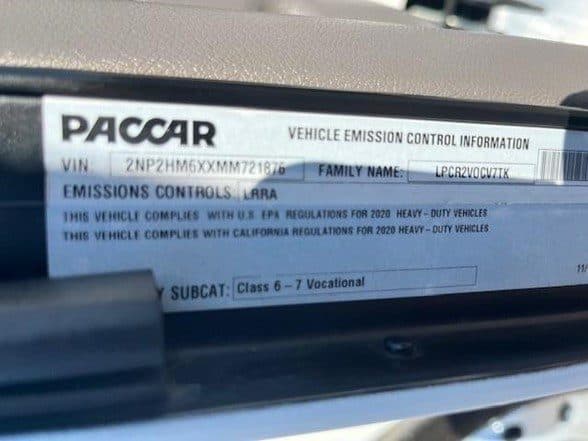 PACCAR VEHICLE EMISSION CONTROL INFORMATION
VIN 2NP2HM6XXMM721876 FAMILY NAME: LPCR2VOCV7TK
EMISSIONS CONTROLS LRRA
THIS VEHICLE COMPLIES WITH U.S EPA REGULATIONS FOR 2020 HEAVY-DUTY VEHICLES
THIS VEHICLE COMPLIES WITH CALIFORNIA REGULATIONS FOR 2020 HEAVY-DUTY VEHICLES
11/
Y SUBCAT: Class 6-7 Vocational